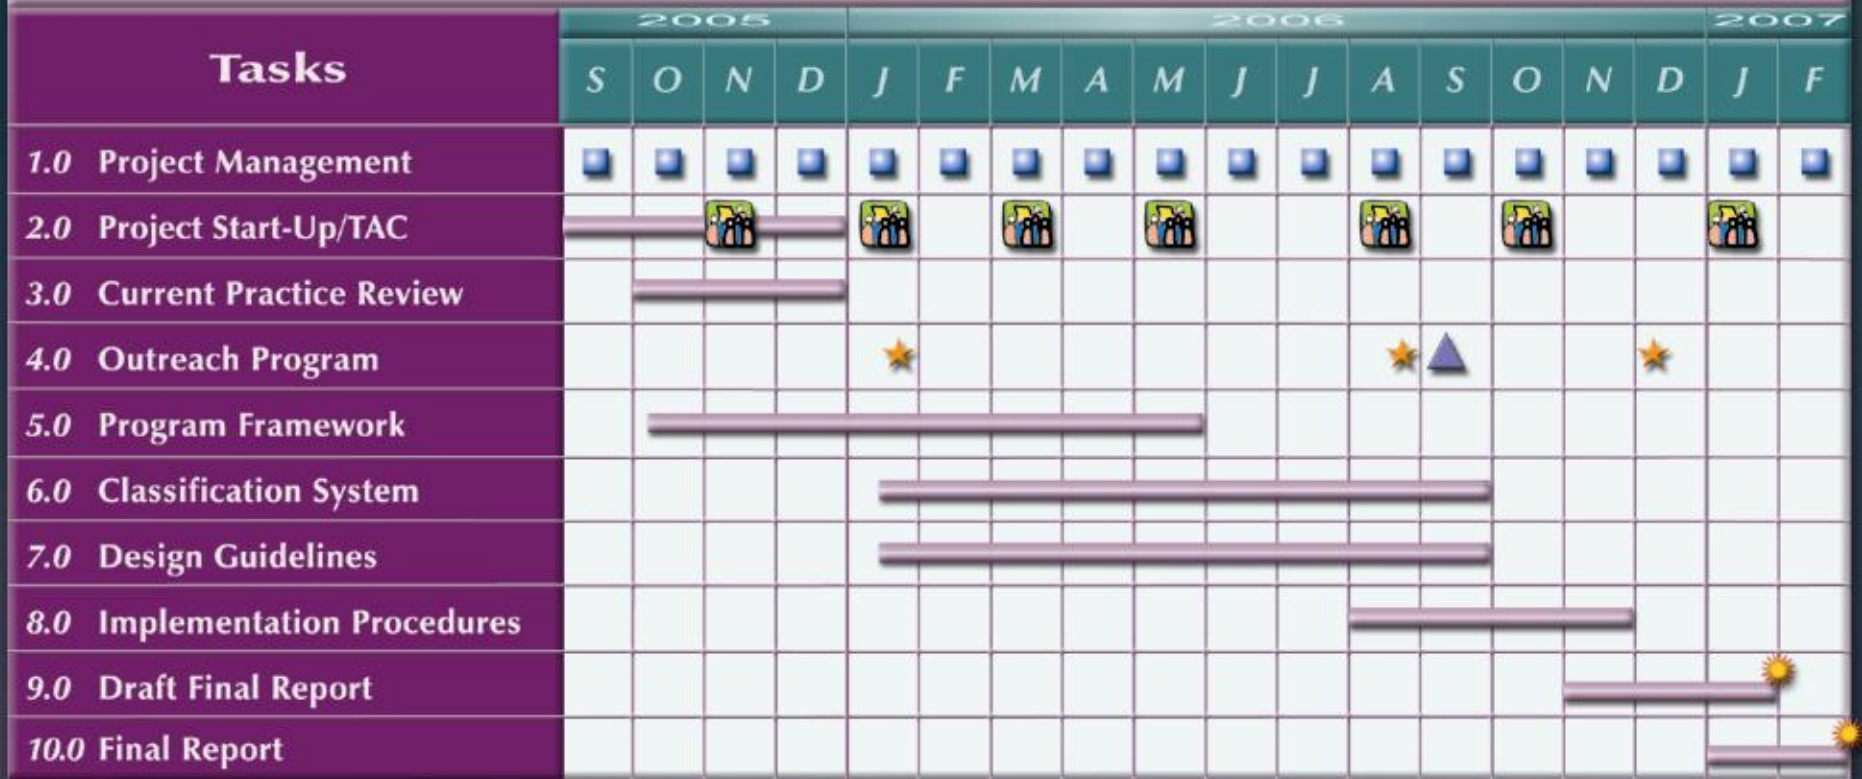 2005 2006 2007
Tasks S O N D J F M A M J J A S O N D J F
1.0 Project Management
2.0 Project Start-Up/TAC
3.0 Current Practice Review
4.0 Outreach Program
5.0 Program Framework
6.0 Classification System
7.0 Design Guidelines
8.0 Implementation Procedures
9.0 Draft Final Report
10.0 Final Report